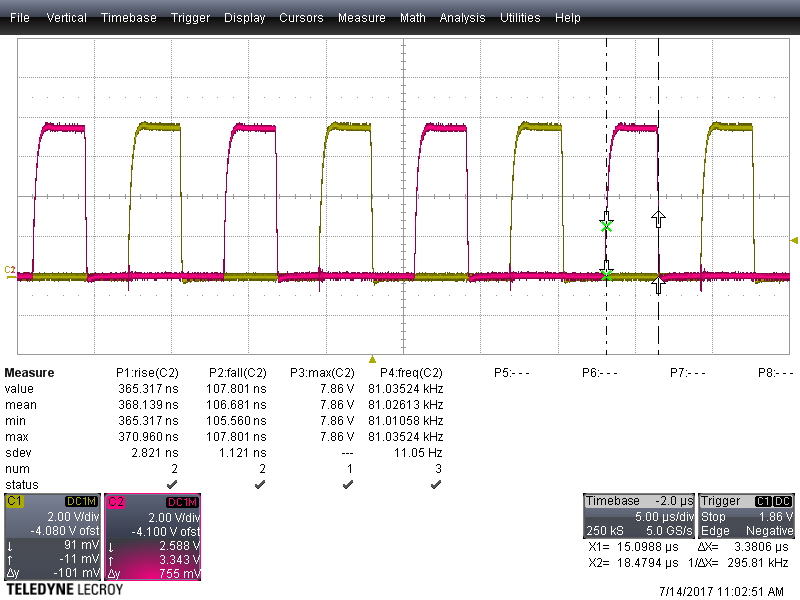 File Vertical Timebase Trigger Display Cursors Measure Math Analysis Utilities Help
C2
1
Measure P1:rise(C2) P2:fall(C2) P3:max(C2) P4:freq(C2) P5:- - - P6:- - - P7:- - - P8:- - -
value 365.317 ns 107.801 ns 7.86 V 81.03524 kHz
mean 368.139 ns 106.681 ns 7.86 V 81.02613 kHz
min 365.317 ns 105.560 ns 7.86 V 81.01058 kHz
max 370.960 ns 107.801 ns 7.86 V 81.03524 kHz
sdev 2.821 ns 1.121 ns --- 11.05 Hz
num 2 2 1 3
status ✔ ✔ ✔ ✔
C1 DC1M C2 DC1M Timebase -2.0 µs Trigger C1 DC
2.00 V/div 2.00 V/div 5.00 µs/div Stop 1.86 V
-4.080 V ofst -4.100 V ofst 250 kS 5.0 GS/s Edge Negative
↓ 91 mV ↓ 2.588 V X1= 15.0988 µs ΔX= 3.3806 µs
↑ -11 mV ↑ 3.343 V X2= 18.4794 µs 1/ΔX= 295.81 kHz
Δy -101 mV Δy 755 mV
TELEDYNE LECROY 7/14/2017 11:02:51 AM